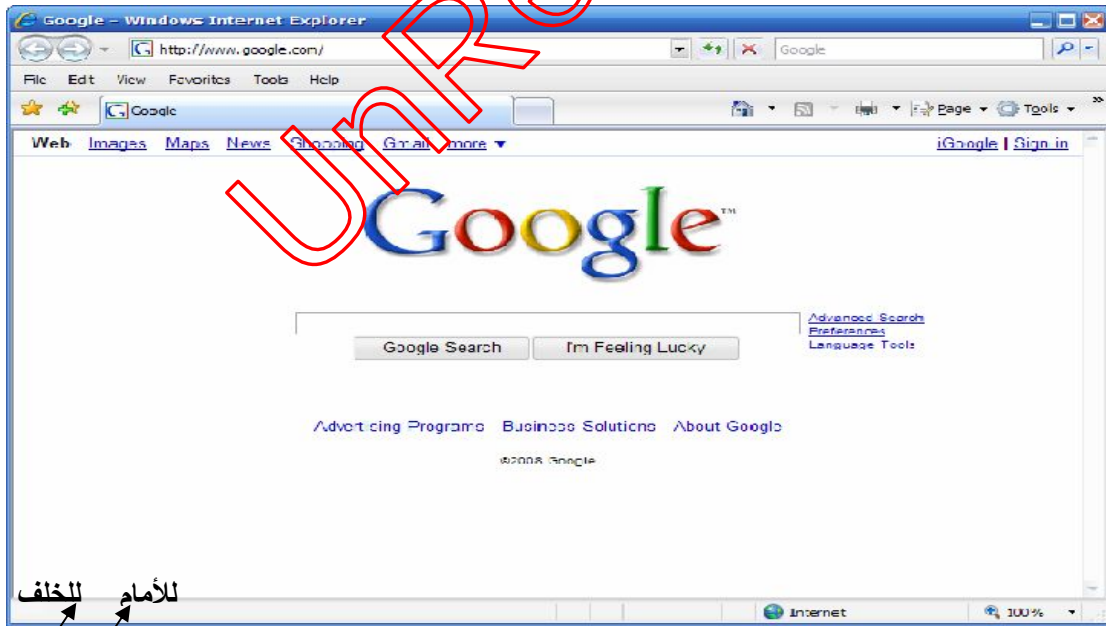 Google - Windows Internet Explorer
http://www.google.com/ Google
File Edit View Favorites Tools Help
Google Page Tools »
Web Images Maps News Shopping Gmail more ▼ iGoogle | Sign in
Google™
Advanced Search
Preferences
Language Tools
Google Search I'm Feeling Lucky
Advertising Programs Business Solutions About Google
©2008 Google
للأمام للخلف
Internet 100%